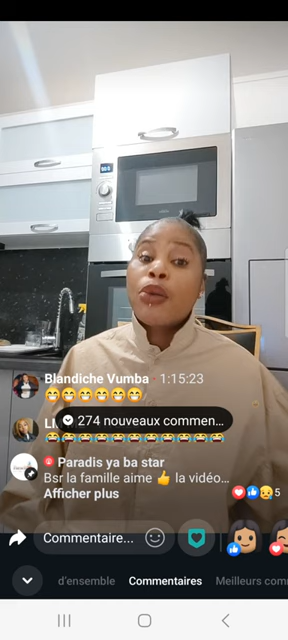 Blandiche Vumba · 1:15:23
274 nouveaux commen...
Paradis ya ba star
Bsr la famille aime 👍 la vidéo...
Afficher plus
5
Commentaire...
d'ensemble Commentaires Meilleurs com